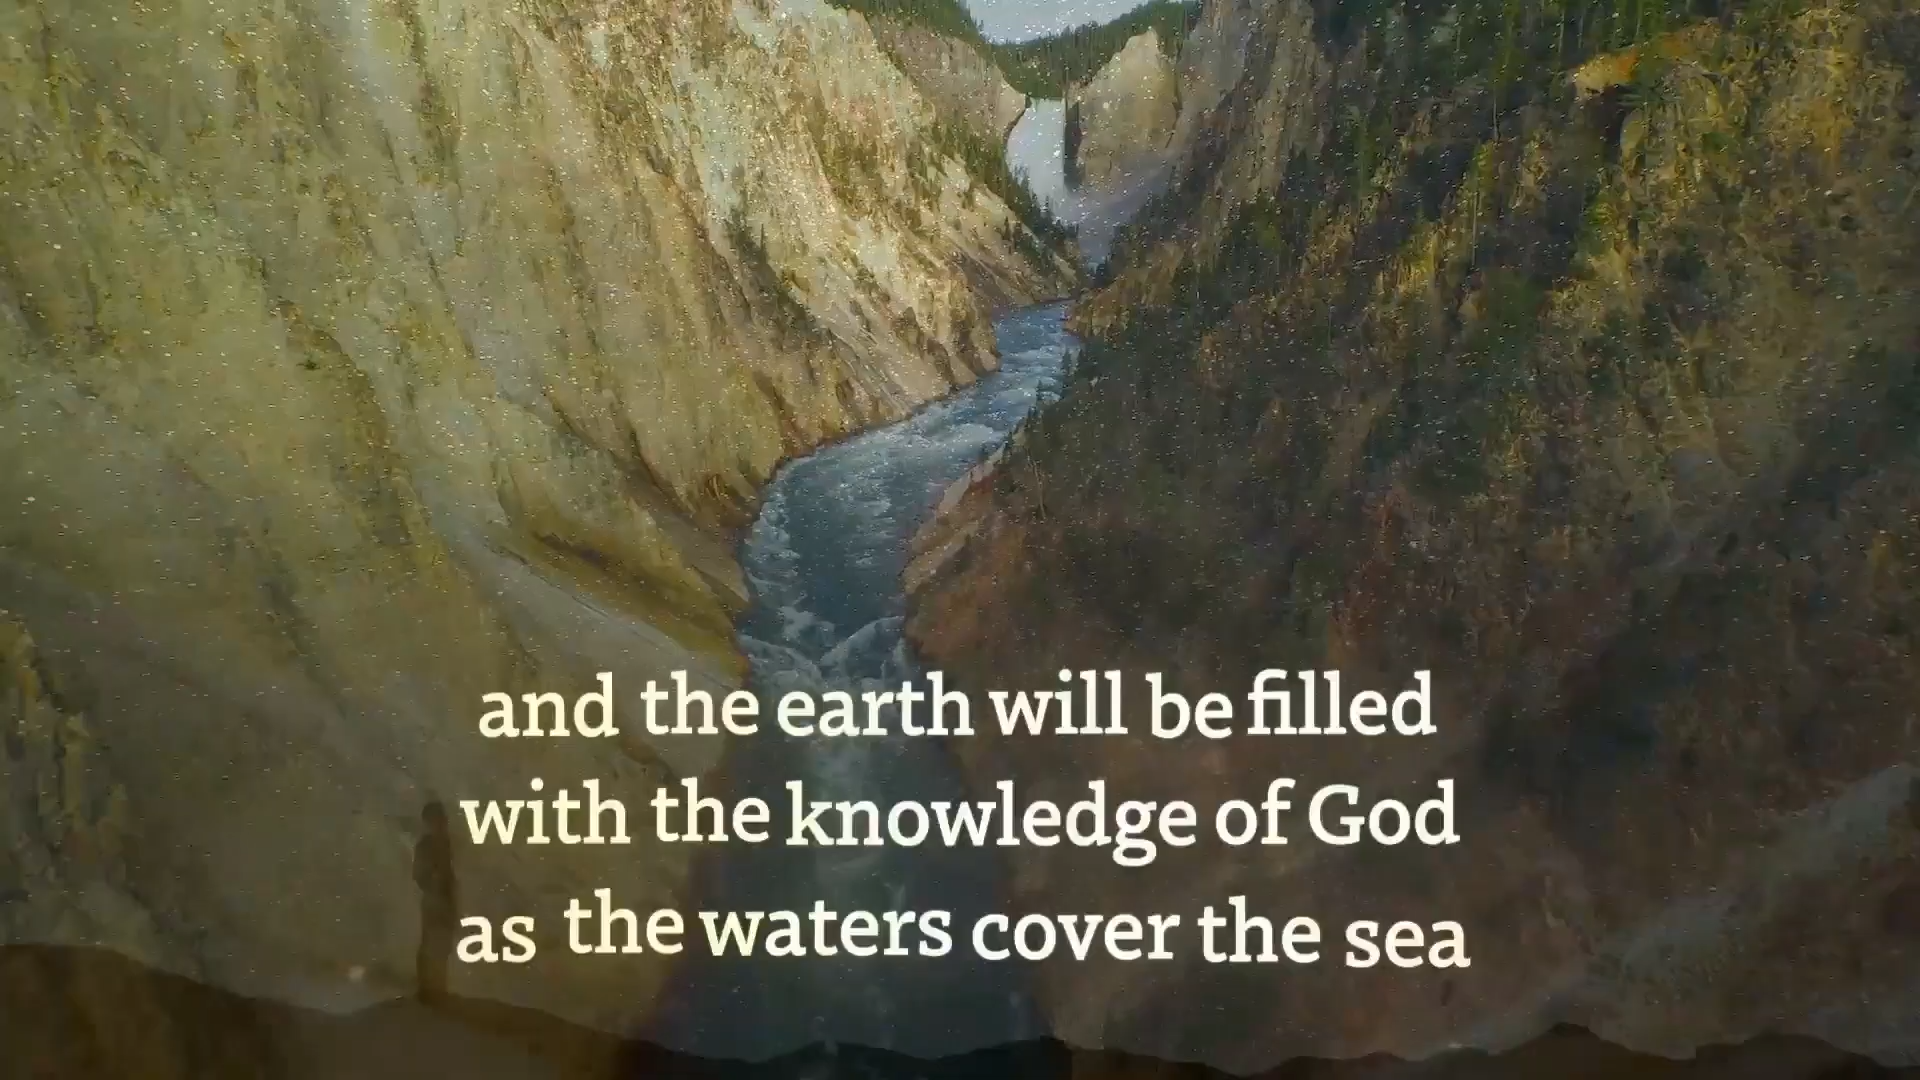 and the earth will be filled
with the knowledge of God
as the waters cover the sea